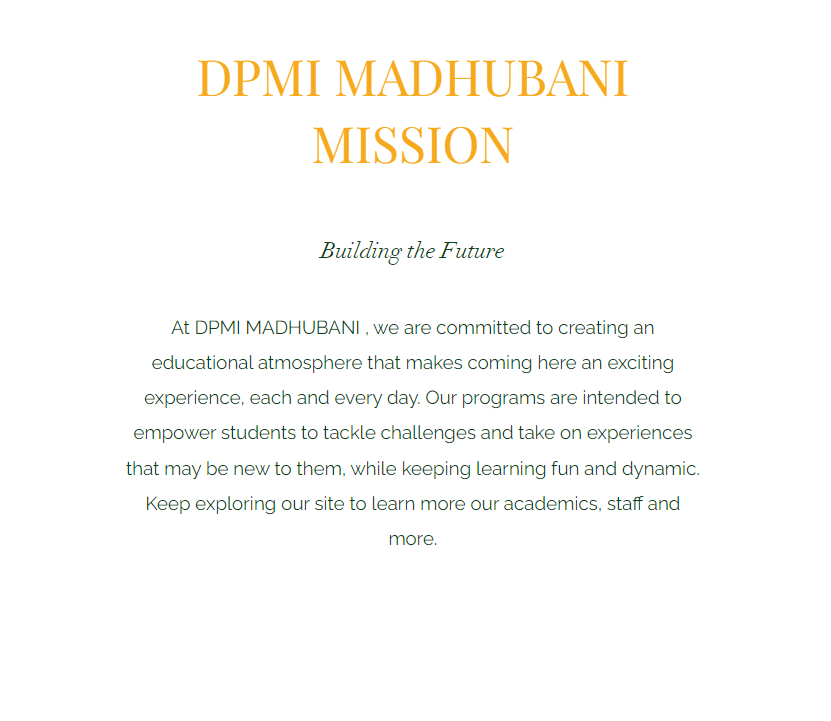 DPMI MADHUBANI
MISSION
Building the Future
At DPMI MADHUBANI , we are committed to creating an
educational atmosphere that makes coming here an exciting
experience, each and every day. Our programs are intended to
empower students to tackle challenges and take on experiences
that may be new to them, while keeping learning fun and dynamic.
Keep exploring our site to learn more our academics, staff and
more.